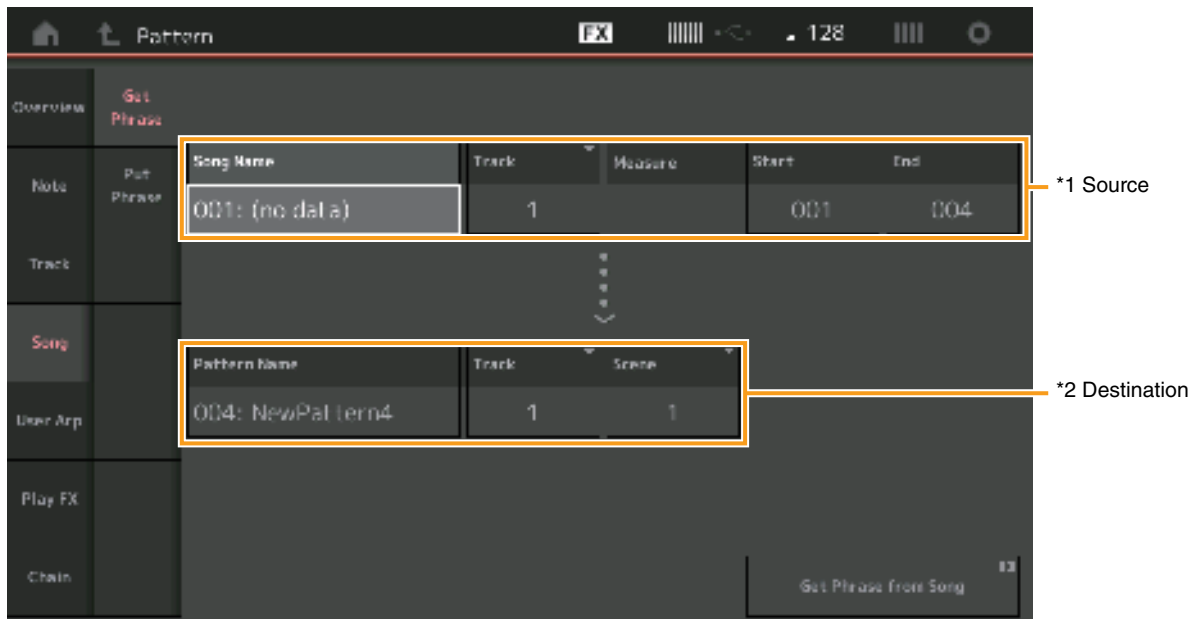 Pattern
FX
128
Overview
Get
Phrase
Note
Put
Phrase
Track
Song
User Arp
Play FX
Chain
Song Name
Track
Measure
Start
End
001: (no data)
1
001
004
*1 Source
Pattern Name
Track
Scene
004: NewPattern4
1
1
*2 Destination
Get Phrase from Song